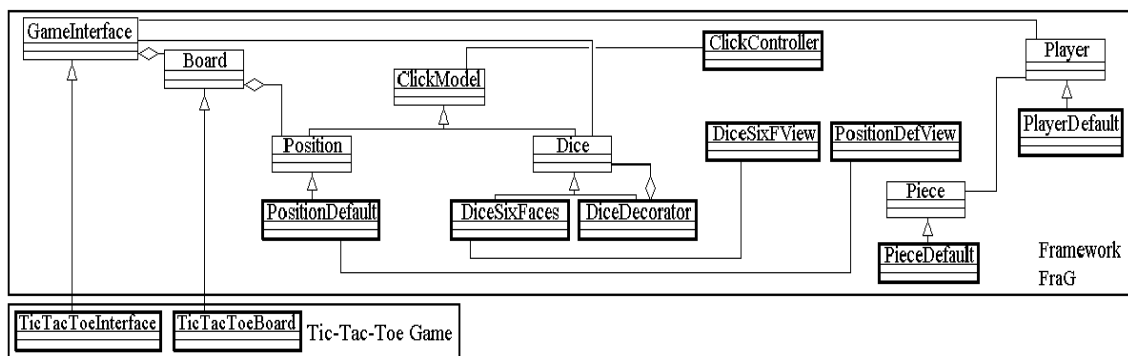 GameInterface
Board
ClickModel
ClickController
Player
Position
Dice
DiceSixFView
PositionDefView
PlayerDefault
PositionDefault
DiceSixFaces
DiceDecorator
Piece
PieceDefault
Framework
FraG
TicTacToeInterface
TicTacToeBoard
Tic-Tac-Toe Game